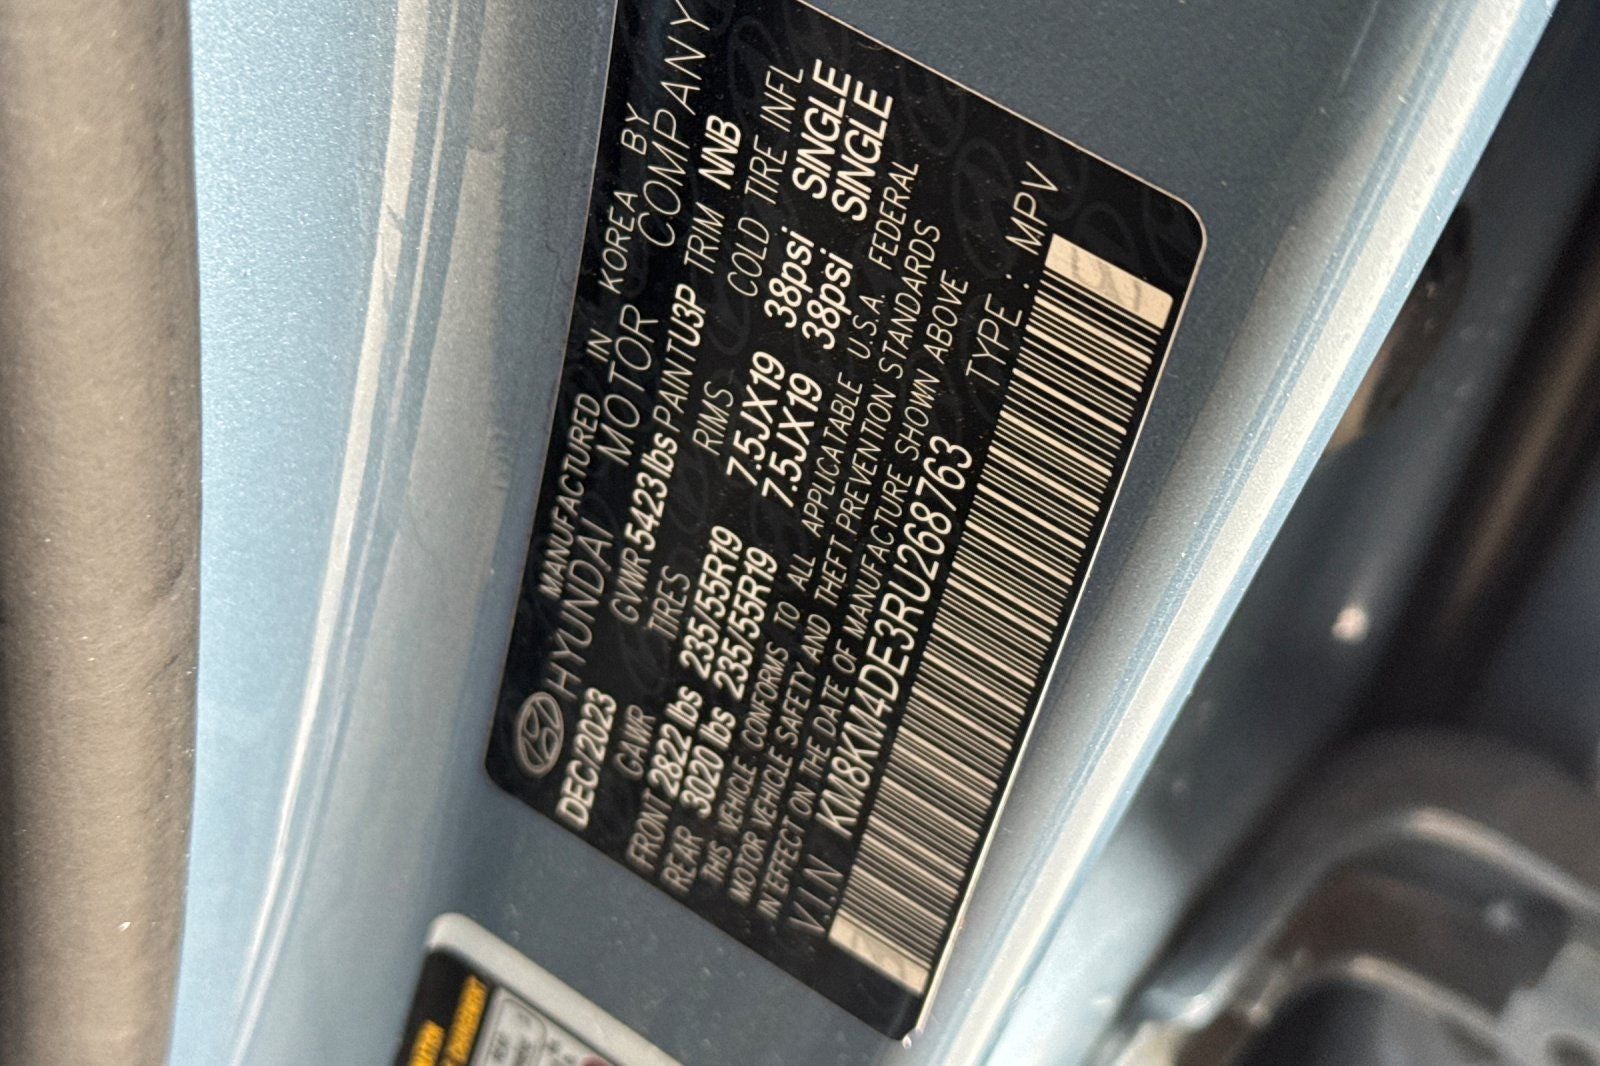 MANUFACTURED IN KOREA BY
HYUNDAI MOTOR COMPANY
DEC/2023 GVWR 5423lbs PAINT U3P TRIM NNB
GAWR TIRES RIMS COLD TIRE INFL
FRONT 2822 lbs 235/55R19 7.5JX19 38psi SINGLE
REAR 3020 lbs 235/55R19 7.5JX19 38psi SINGLE
THIS VEHICLE CONFORMS TO ALL APPLICATABLE U.S.A. FEDERAL
MOTOR VEHICLE SAFETY AND THEFT PREVENTION STANDARDS
IN EFFECT ON THE DATE OF MANUFACTURE SHOWN ABOVE
V.I.N KM8KM4DE3RU268763 TYPE : MPV